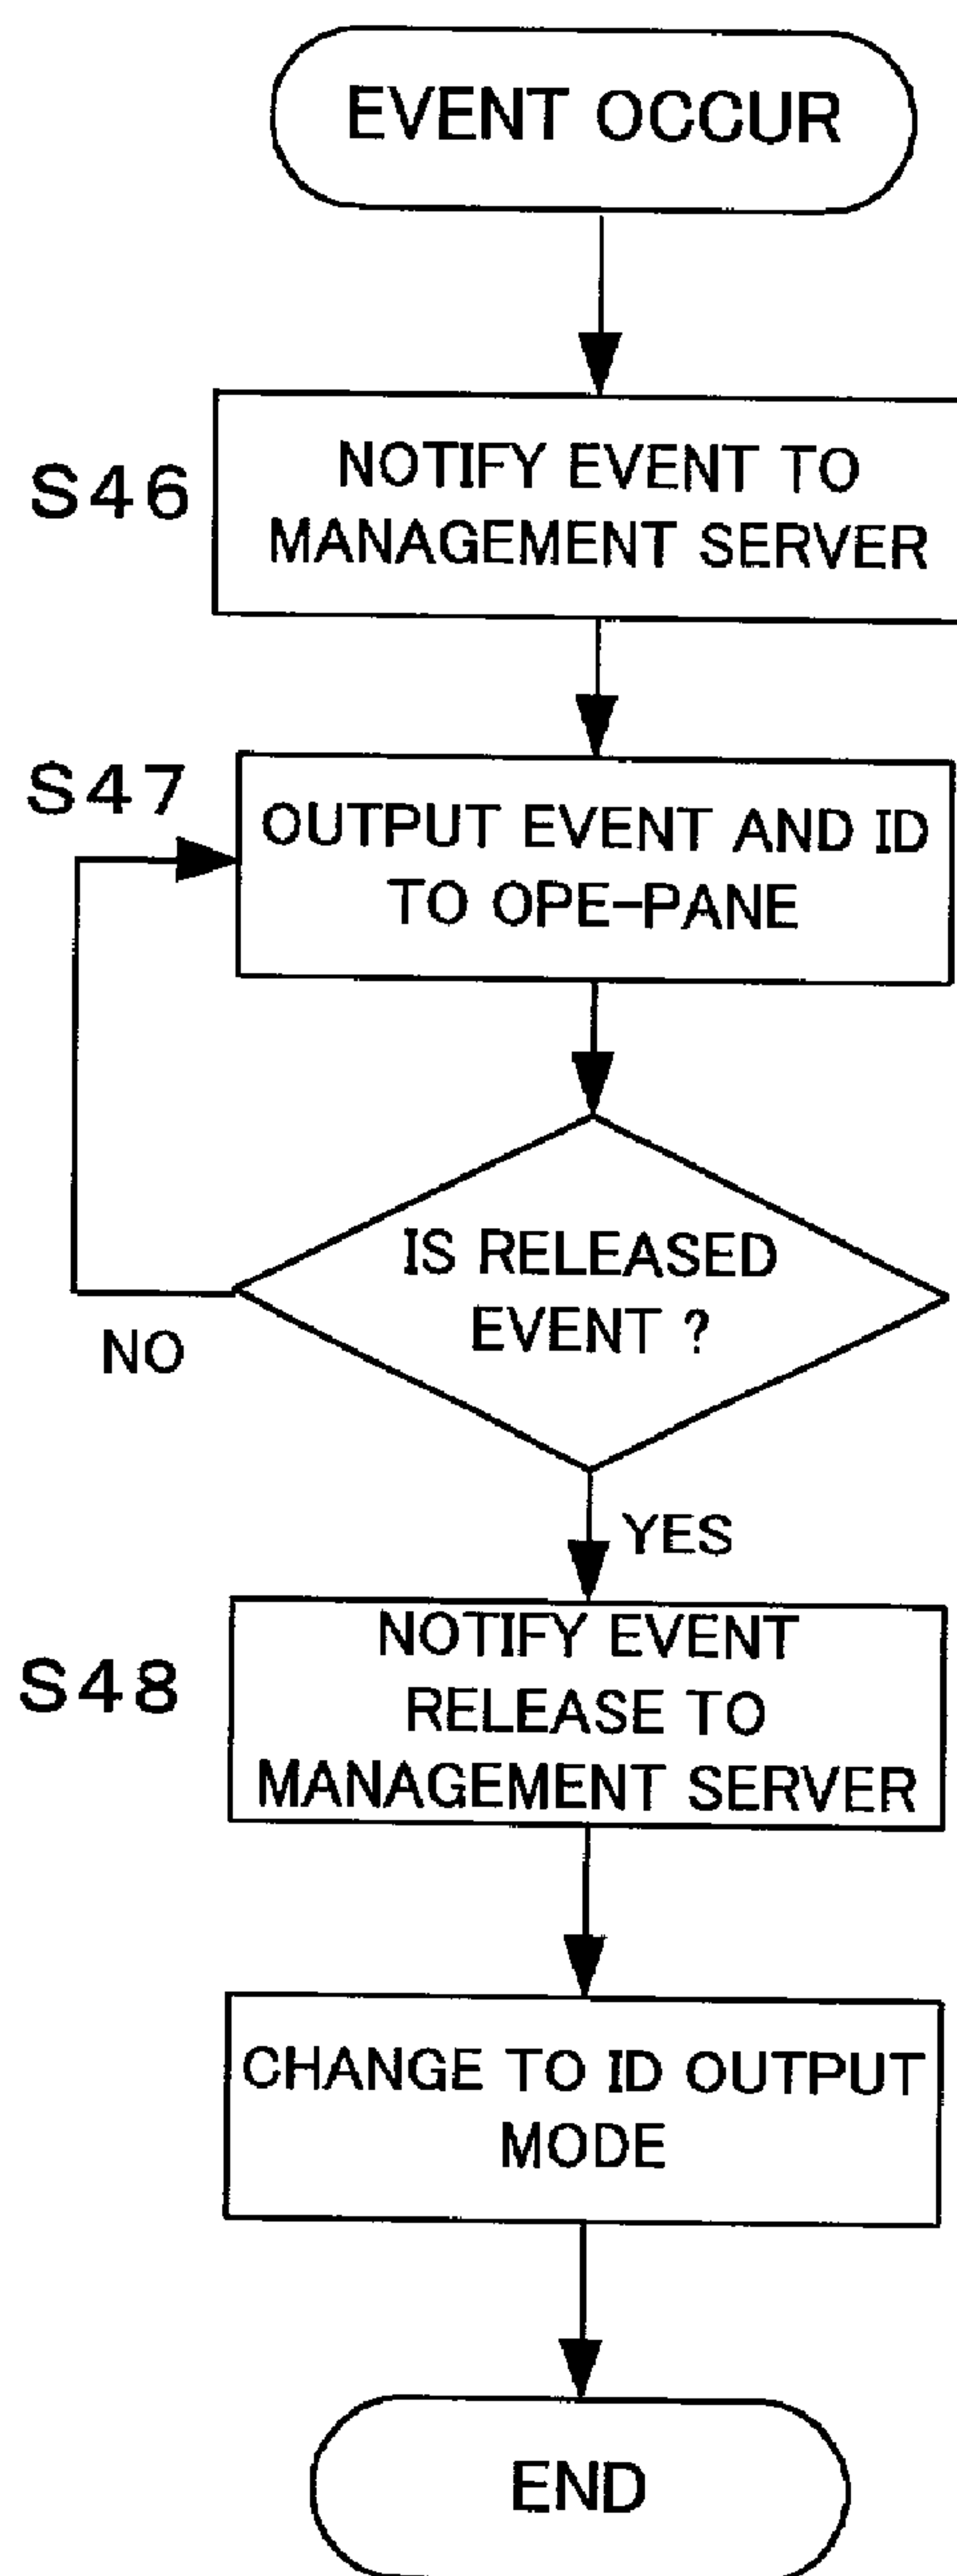 EVENT OCCUR
S46
NOTIFY EVENT TO
MANAGEMENT SERVER
S47
OUTPUT EVENT AND ID
TO OPE-PANE
IS RELEASED
EVENT ?
NO
YES
S48
NOTIFY EVENT
RELEASE TO
MANAGEMENT SERVER
CHANGE TO ID OUTPUT
MODE
END